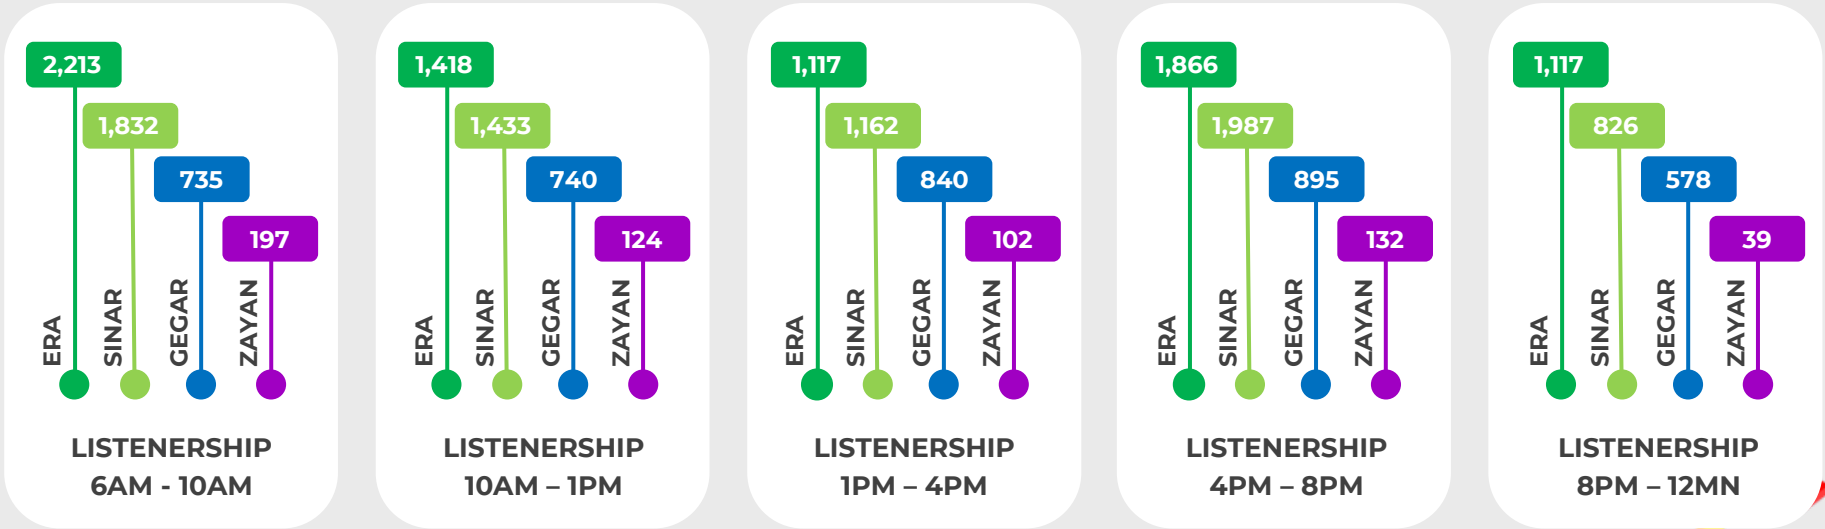 2,213
1,832
735
197
ERA
SINAR
GEGAR
ZAYAN
LISTENERSHIP
6AM - 10AM
1,418
1,433
740
124
ERA
SINAR
GEGAR
ZAYAN
LISTENERSHIP
10AM – 1PM
1,117
1,162
840
102
ERA
SINAR
GEGAR
ZAYAN
LISTENERSHIP
1PM – 4PM
1,866
1,987
895
132
ERA
SINAR
GEGAR
ZAYAN
LISTENERSHIP
4PM – 8PM
1,117
826
578
39
ERA
SINAR
GEGAR
ZAYAN
LISTENERSHIP
8PM – 12MN